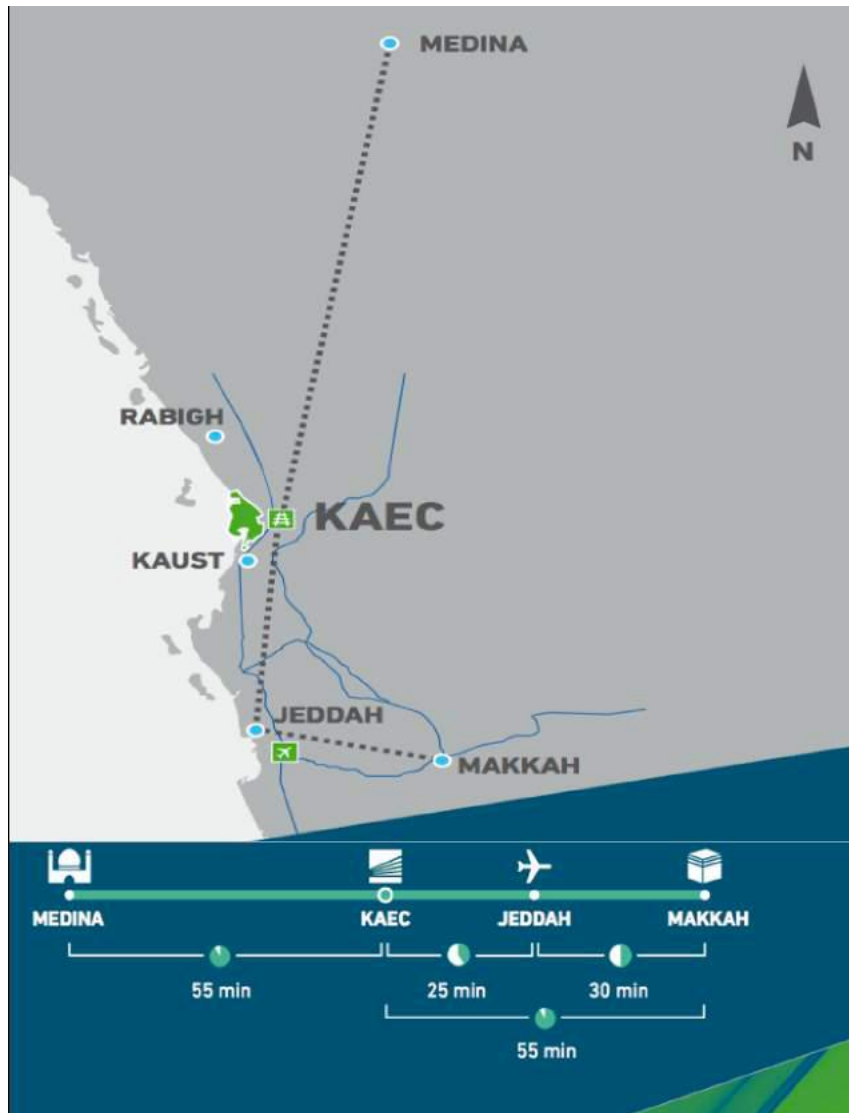 MEDINA
N
RABIGH
KAEC
KAUST
JEDDAH
MAKKAH
MEDINA KAEC JEDDAH MAKKAH
55 min 25 min 30 min
55 min